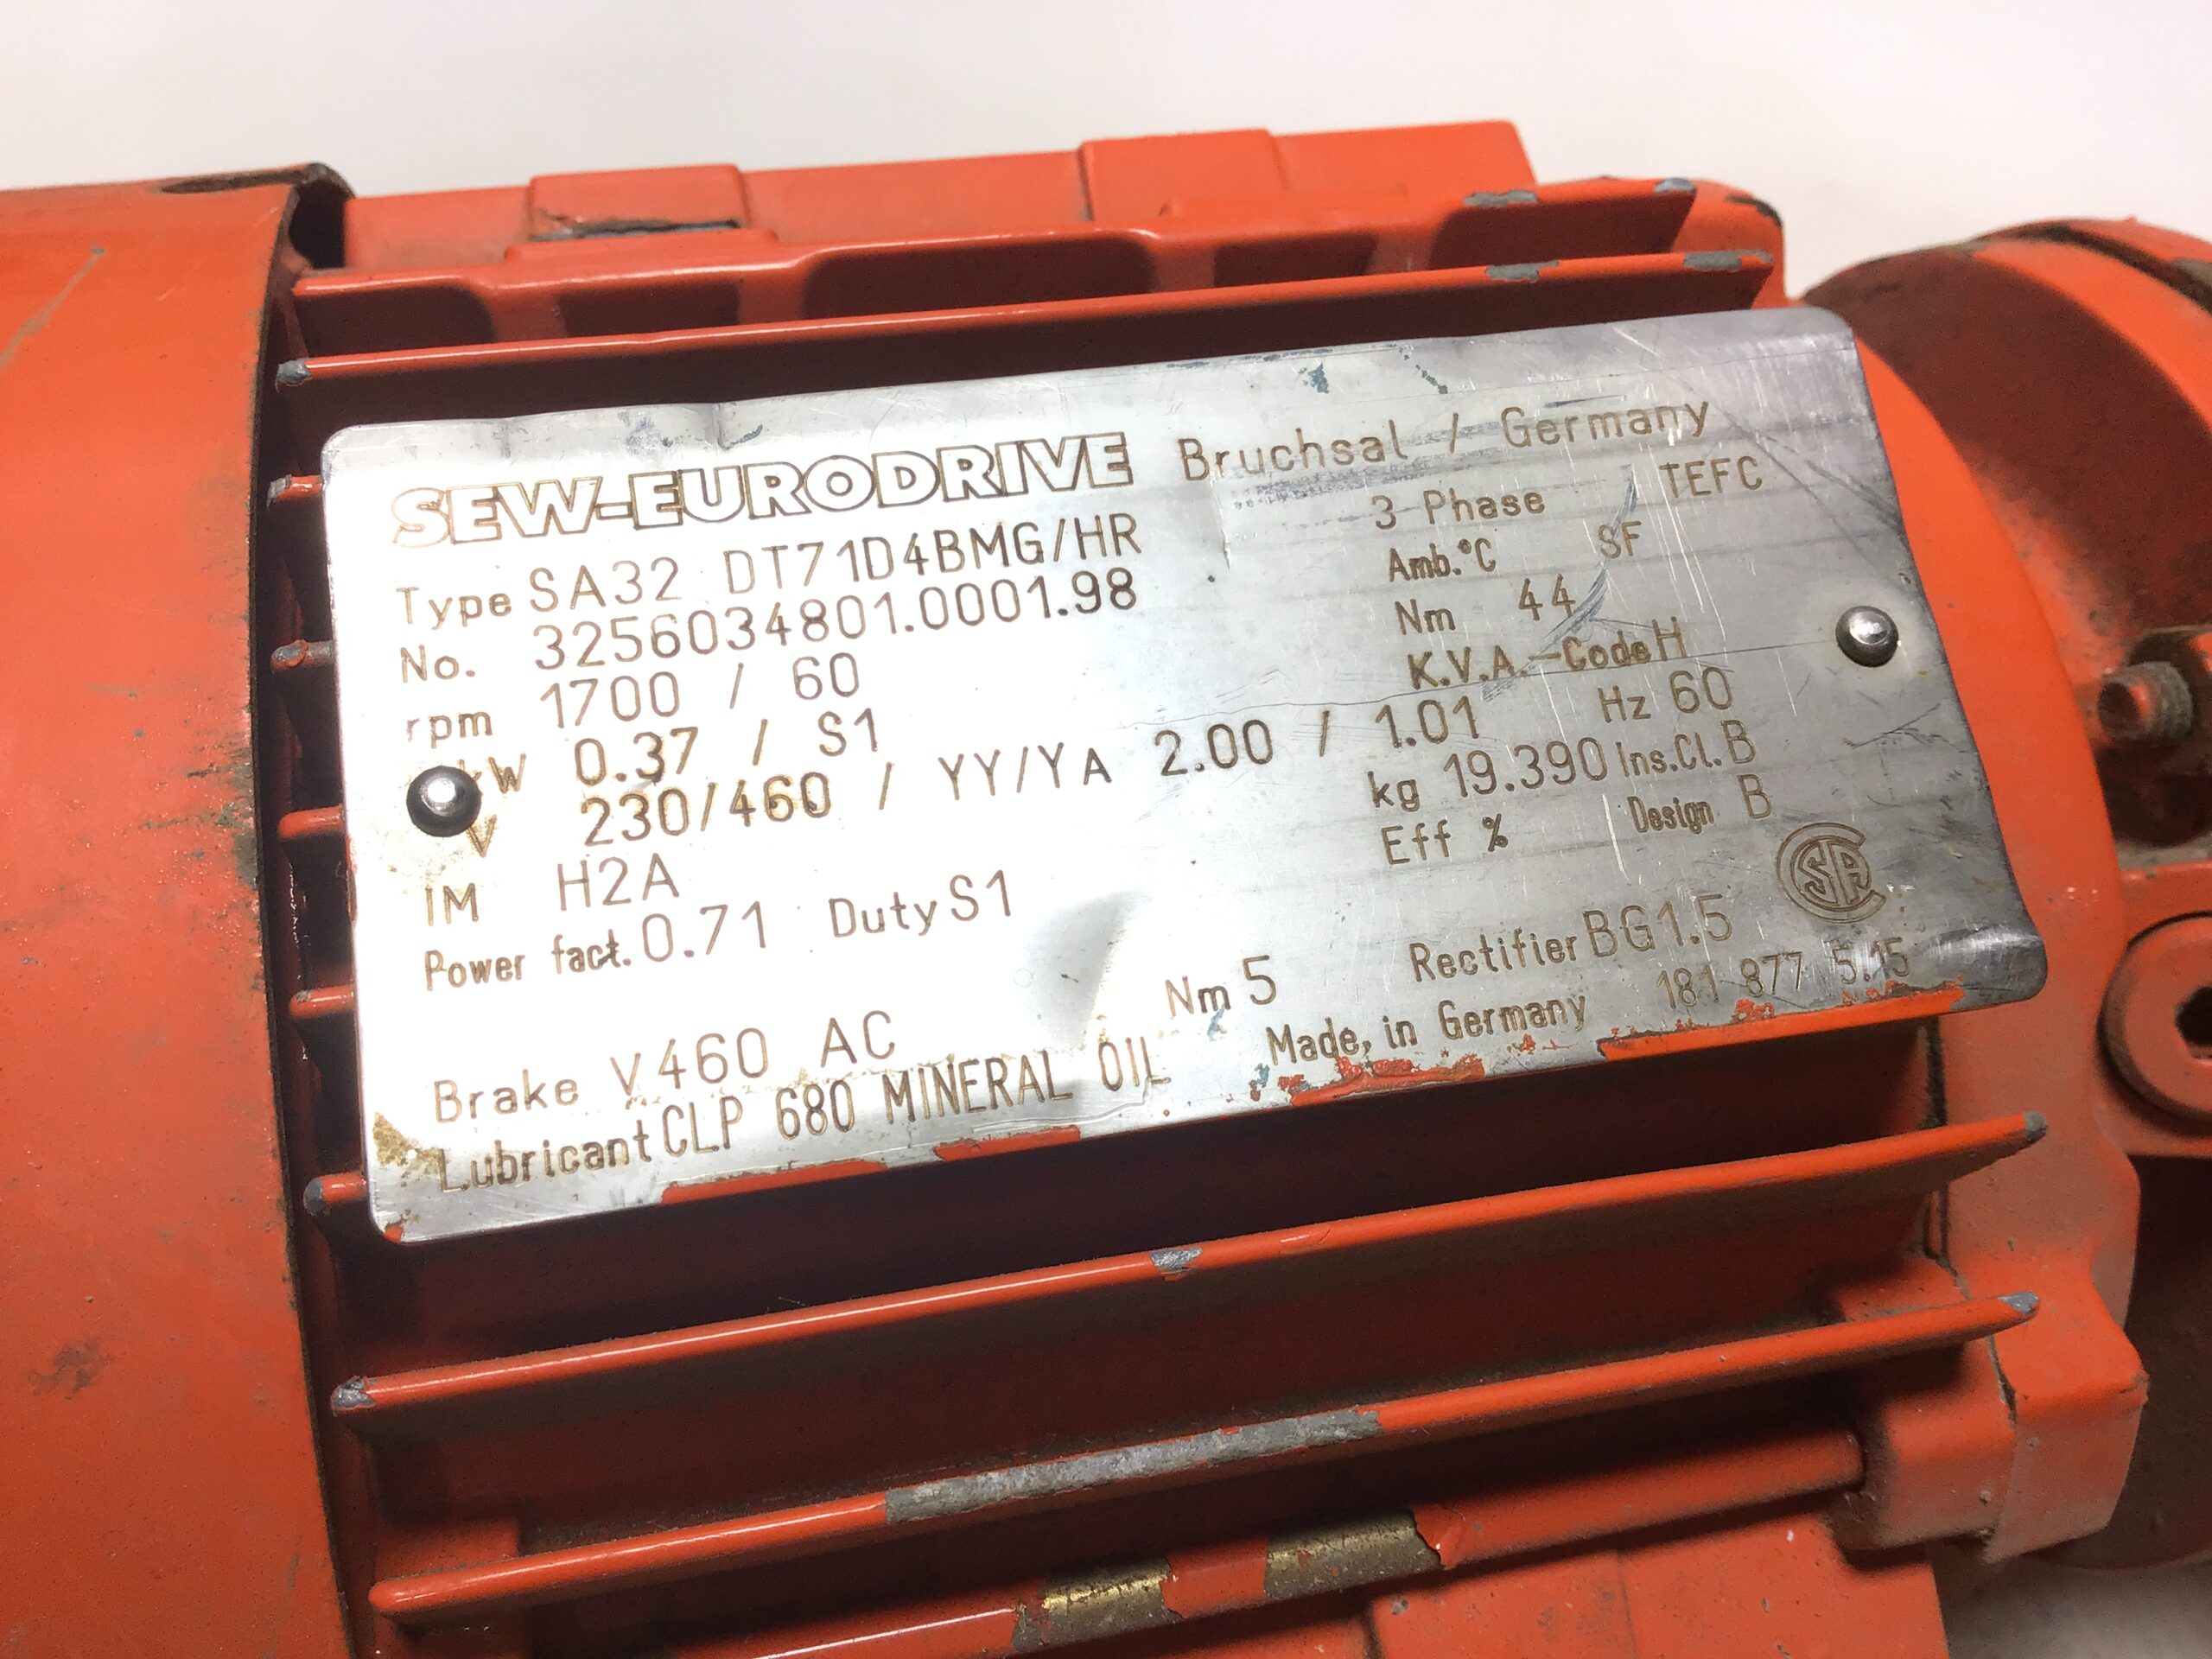 SEW-EURODRIVE Bruchsal / Germany
3 Phase TEFC
Type SA32 DT71D4BMG/HR Amb.°C SF
No. 3256034801.0001.98 Nm 44
rpm 1700 / 60 K.V.A.-Code H
kW 0.37 / S1 Hz 60
V 230/460 / YY/Y A 2.00 / 1.01
IM H2A kg 19.390 Ins.Cl. B
Power fact. 0.71 Duty S1 Eff % Design B
CSA
Brake V 460 AC Nm 5 Rectifier BG1.5
Lubricant CLP 680 MINERAL OIL Made in Germany 181 877 5.15